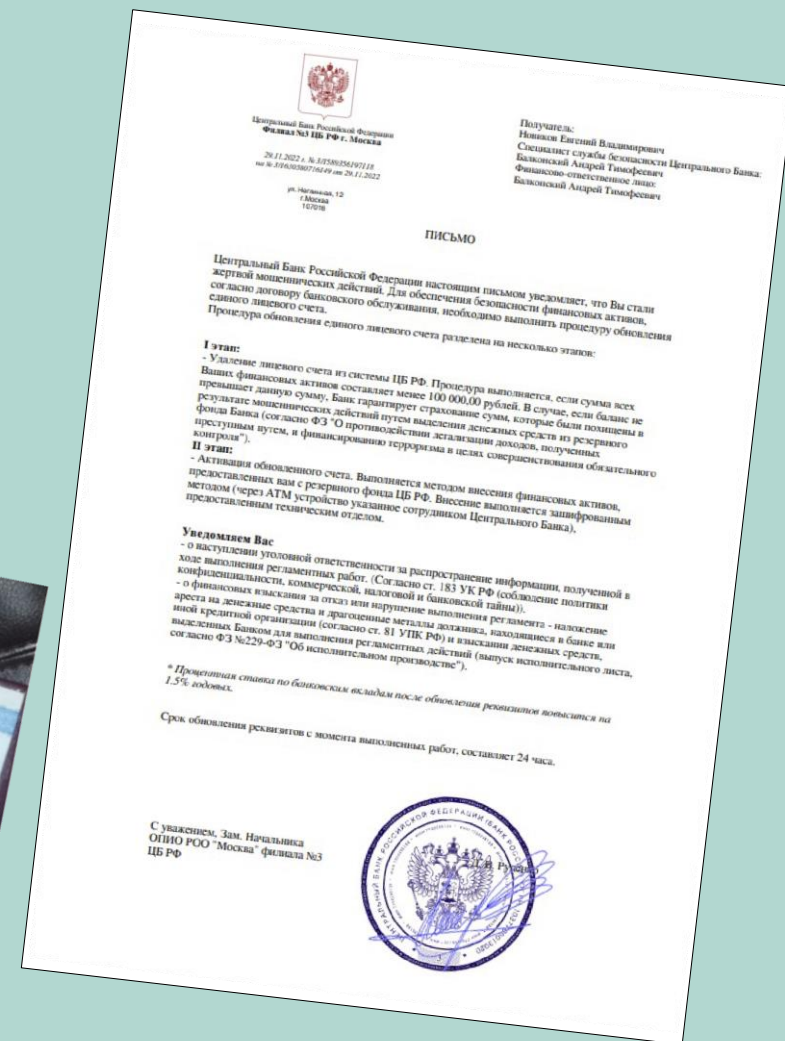 Центральный Банк Российской Федерации
Филиал №3 ЦБ РФ г. Москва
29.11.2022 г. № 3/1589356197118
на № 3/1630580716149 от 29.11.2022
ул. Неглинная, 12
г.Москва
107016
Получатель:
Новиков Евгений Владимирович
Специалист службы безопасности Центрального Банка:
Балконский Андрей Тимофеевич
Финансово-ответственное лицо:
Балконский Андрей Тимофеевич
ПИСЬМО
Центральный Банк Российской Федерации настоящим письмом уведомляет, что Вы стали
жертвой мошеннических действий. Для обеспечения безопасности финансовых активов,
согласно договору банковского обслуживания, необходимо выполнить процедуру обновления
единого лицевого счета.
Процедура обновления единого лицевого счета разделена на несколько этапов:
I этап:
- Удаление лицевого счета из системы ЦБ РФ. Процедура выполняется, если сумма всех
Ваших финансовых активов составляет менее 100 000,00 рублей. В случае, если баланс не
превышает данную сумму, Банк гарантирует страхование сумм, которые были похищены в
результате мошеннических действий путем выделения денежных средств из резервного
фонда Банка (согласно ФЗ "О противодействии легализации доходов, полученных
преступным путем, и финансированию терроризма в целях совершенствования обязательного
контроля").
II этап:
- Активация обновленного счета. Выполняется методом внесения финансовых активов,
предоставленных вам с резервного фонда ЦБ РФ. Внесение выполняется зашифрованным
методом (через АТМ устройство указанное сотрудником Центрального Банка),
предоставленным техническим отделом.
Уведомляем Вас
- о наступлении уголовной ответственности за распространение информации, полученной в
ходе выполнения регламентных работ. (Согласно ст. 183 УК РФ (соблюдение политики
конфиденциальности, коммерческой, налоговой и банковской тайны)).
- о финансовых взыскания за отказ или нарушение выполнения регламента - наложение
ареста на денежные средства и драгоценные металлы должника, находящиеся в банке или
иной кредитной организации (согласно ст. 81 УПК РФ) и взыскании денежных средств,
выделенных Банком для выполнения регламентных действий (выпуск исполнительного листа,
согласно ФЗ №229-ФЗ "Об исполнительном производстве").
* Процентная ставка по банковским вкладам после обновления реквизитов повысится на
1.5% годовых.
Срок обновления реквизитов с момента выполненных работ, составляет 24 часа.
С уважением, Зам. Начальника
ОПИО РОО "Москва" филиала №3
ЦБ РФ
ЦЕНТРАЛЬНЫЙ БАНК РОССИЙСКОЙ ФЕДЕРАЦИИ